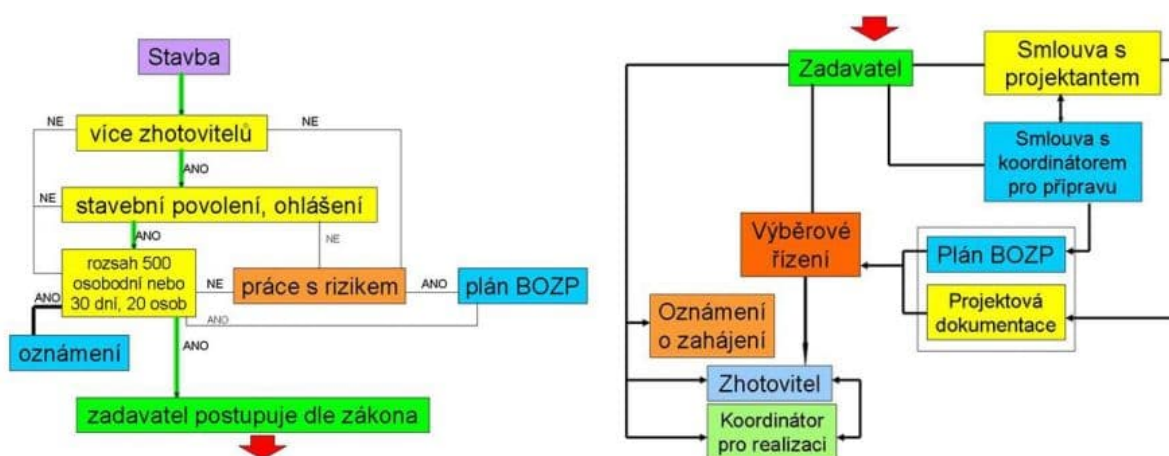 Stavba
NE
více zhotovitelů
NE
ANO
NE
stavební povolení, ohlášení
ANO
NE
rozsah 500
osobodní nebo
30 dní, 20 osob
NE
práce s rizikem
ANO
plán BOZP
ANO
ANO
oznámení
ANO
zadavatel postupuje dle zákona
Zadavatel
Smlouva s
projektantem
Smlouva s
koordinátorem
pro přípravu
Výběrové
řízení
Plán BOZP
Projektová
dokumentace
Oznámení
o zahájení
Zhotovitel
Koordinátor
pro realizaci